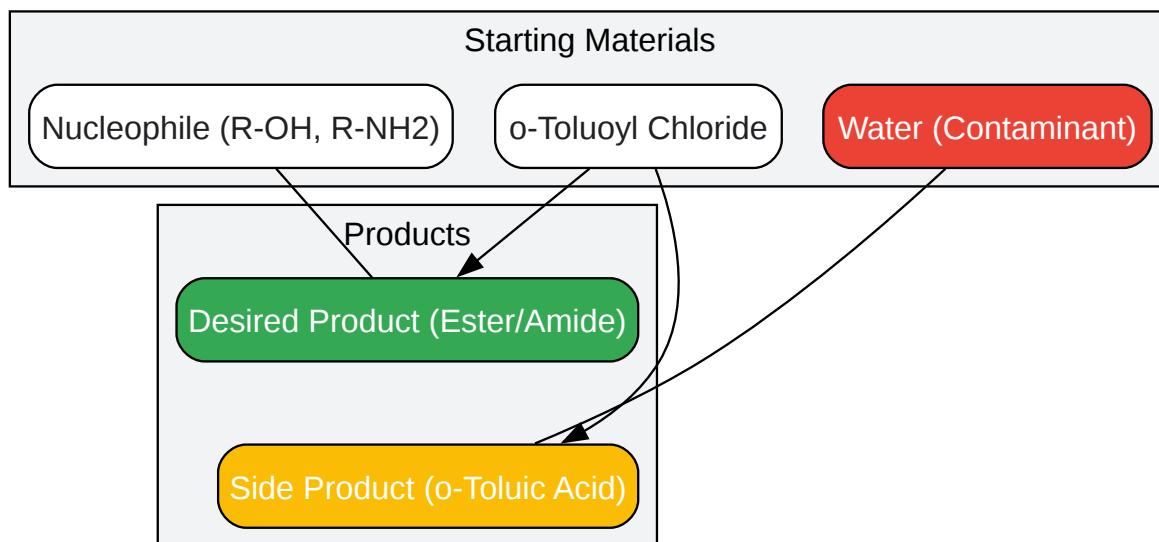 Starting Materials
Nucleophile (R-OH, R-NH2)
o-Toluoyl Chloride
Water (Contaminant)
Products
Desired Product (Ester/Amide)
Side Product (o-Toluic Acid)